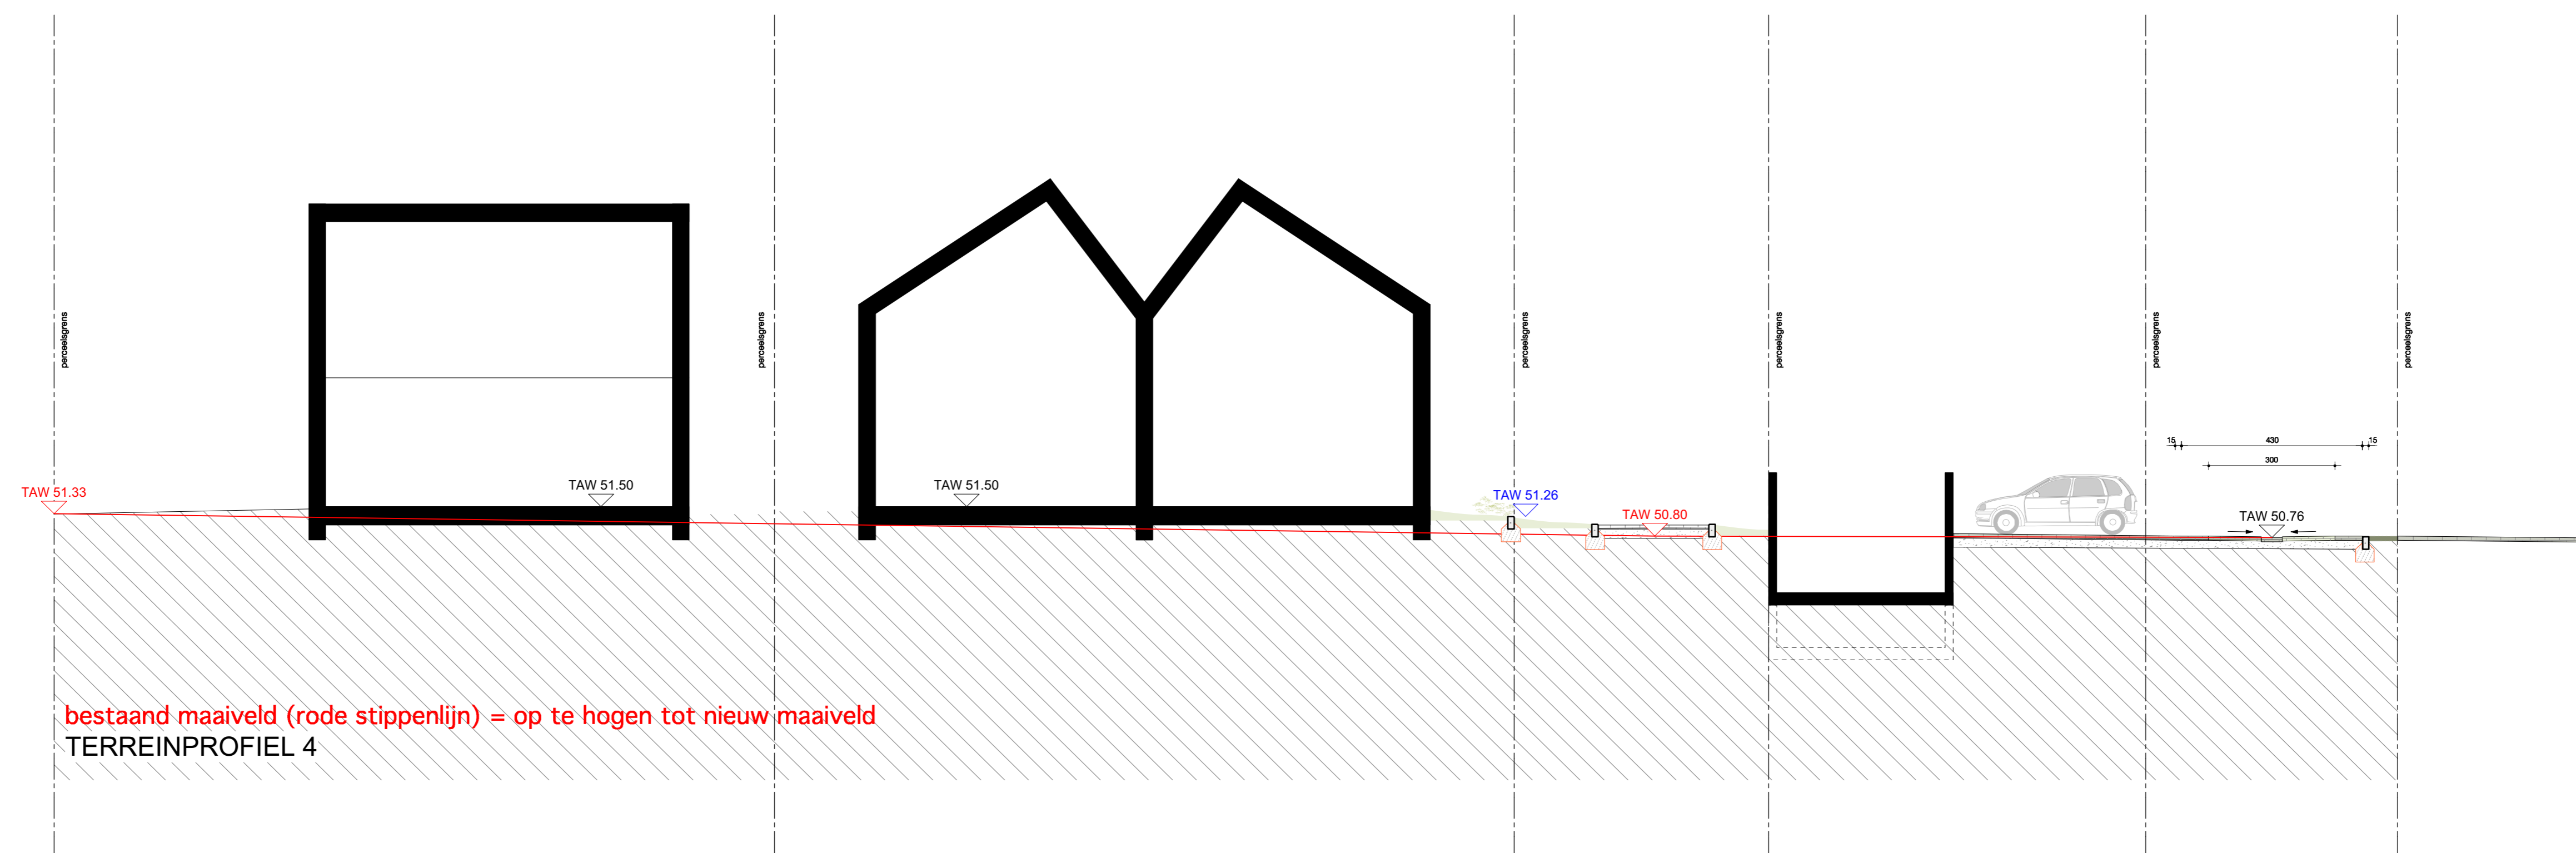 perceelsgrens
perceelsgrens
perceelsgrens
perceelsgrens
perceelsgrens
perceelsgrens
15
430
15
300
TAW 51.33
TAW 51.50
TAW 51.50
TAW 51.26
TAW 50.80
TAW 50.76
bestaand maaiveld (rode stippenlijn) = op te hogen tot nieuw maaiveld
TERREINPROFIEL 4